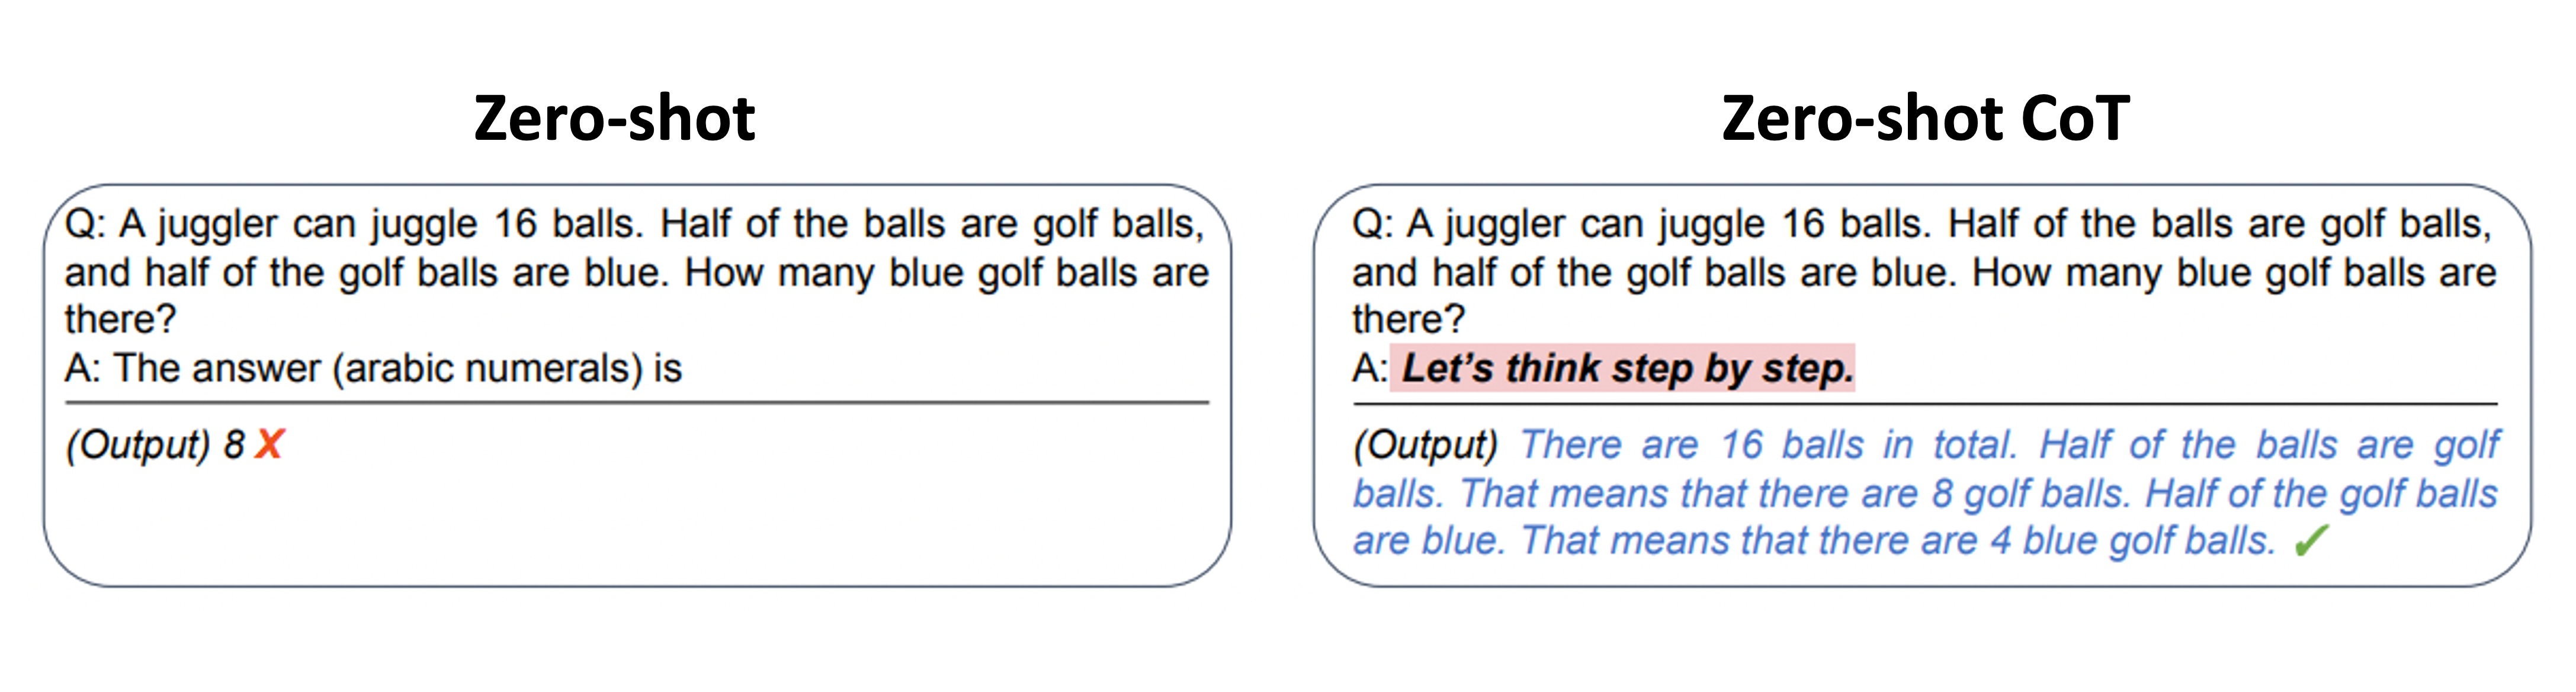 Zero-shot
Q: A juggler can juggle 16 balls. Half of the balls are golf balls,
and half of the golf balls are blue. How many blue golf balls are
there?
A: The answer (arabic numerals) is
(Output) 8 X
Zero-shot CoT
Q: A juggler can juggle 16 balls. Half of the balls are golf balls,
and half of the golf balls are blue. How many blue golf balls are
there?
A: Let’s think step by step.
(Output) There are 16 balls in total. Half of the balls are golf
balls. That means that there are 8 golf balls. Half of the golf balls
are blue. That means that there are 4 blue golf balls. ✓